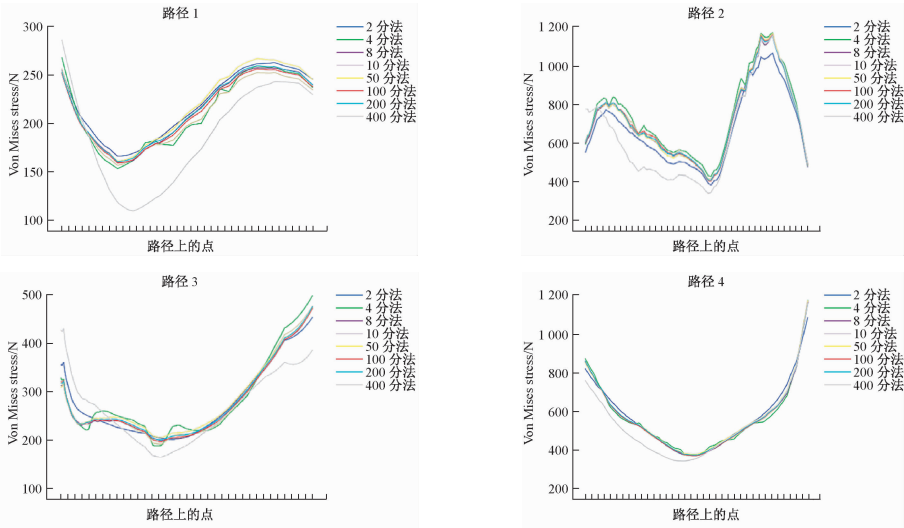 路径 1
Von Mises stress/N
300
250
200
150
100
2 分法
4 分法
8 分法
10 分法
50 分法
100 分法
200 分法
400 分法
路径上的点
路径 2
Von Mises stress/N
1 200
1 000
800
600
400
200
2 分法
4 分法
8 分法
10 分法
50 分法
100 分法
200 分法
400 分法
路径上的点
路径 3
Von Mises stress/N
500
400
300
200
100
2 分法
4 分法
8 分法
10 分法
50 分法
100 分法
200 分法
400 分法
路径上的点
路径 4
Von Mises stress/N
1 200
1 000
800
600
400
200
2 分法
4 分法
8 分法
10 分法
50 分法
100 分法
200 分法
400 分法
路径上的点